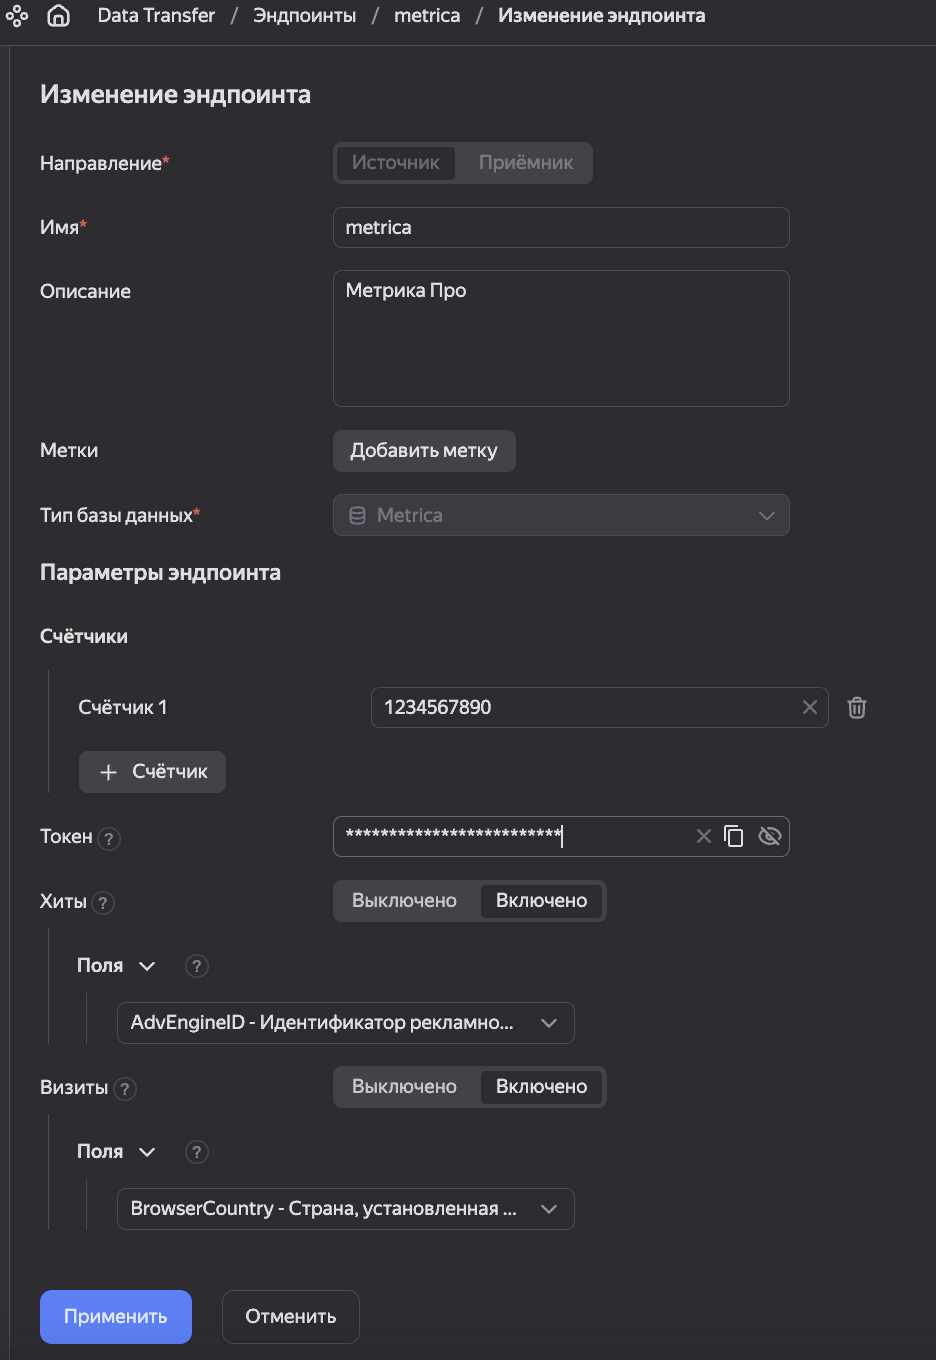 Data Transfer / Эндпоинты / metrica / Изменение эндпоинта
Изменение эндпоинта
Направление* Источник Приёмник
Имя* metrica
Описание Метрика Про
Метки Добавить метку
Тип базы данных* Metrica
Параметры эндпоинта
Счётчики
Счётчик 1 1234567890
+ Счётчик
Токен ? *************************
Хиты ? Выключено Включено
Поля ?
AdvEngineID - Идентификатор рекламно...
Визиты ? Выключено Включено
Поля ?
BrowserCountry - Страна, установленная ...
Применить Отменить